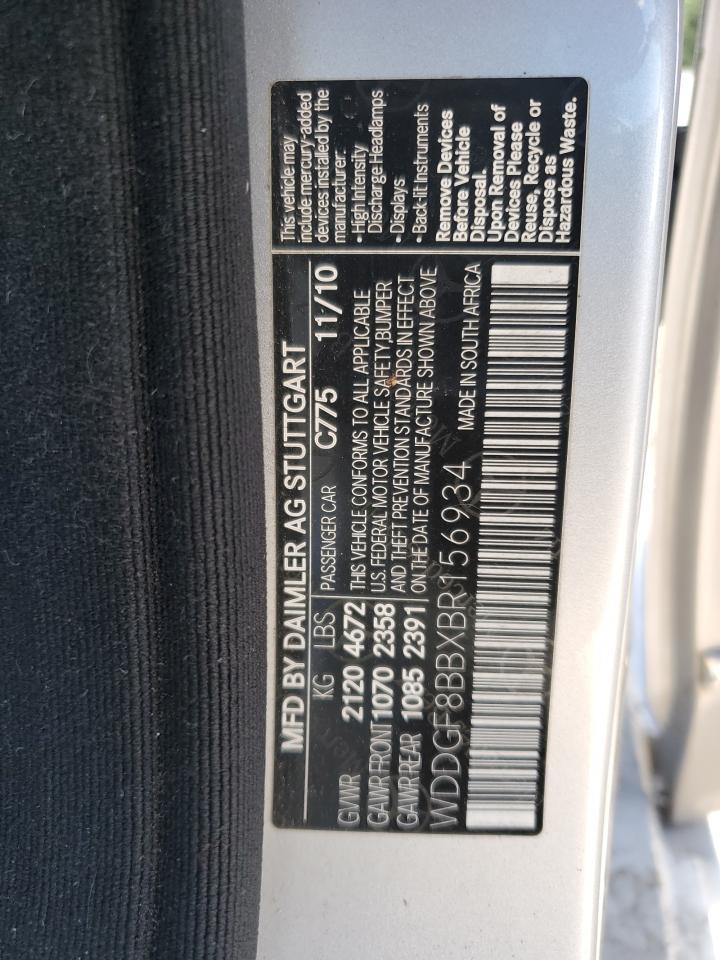 MFD BY DAIMLER AG STUTTGART
KG LBS PASSENGER CAR C775 11/10
GVWR 2120 4672
GAWR FRONT 1070 2358
GAWR REAR 1085 2391
THIS VEHICLE CONFORMS TO ALL APPLICABLE
U.S. FEDERAL MOTOR VEHICLE SAFETY,BUMPER
AND THEFT PREVENTION STANDARDS IN EFFECT
ON THE DATE OF MANUFACTURE SHOWN ABOVE
WDDGF8BBXBR156934 MADE IN SOUTH AFRICA
This vehicle may
include mercury-added
devices installed by the
manufacturer:
• High Intensity
Discharge Headlamps
• Displays
• Back-lit Instruments
Remove Devices
Before Vehicle
Disposal.
Upon Removal of
Devices Please
Reuse, Recycle or
Dispose as
Hazardous Waste.